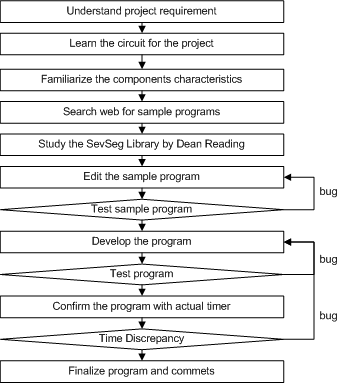 Understand project requirement
Learn the circuit for the project
Familiarize the components characteristics
Search web for sample programs
Study the SevSeg Library by Dean Reading
Edit the sample program
bug
Test sample program
Develop the program
bug
Test program
Confirm the program with actual timer
bug
Time Discrepancy
Finalize program and commets